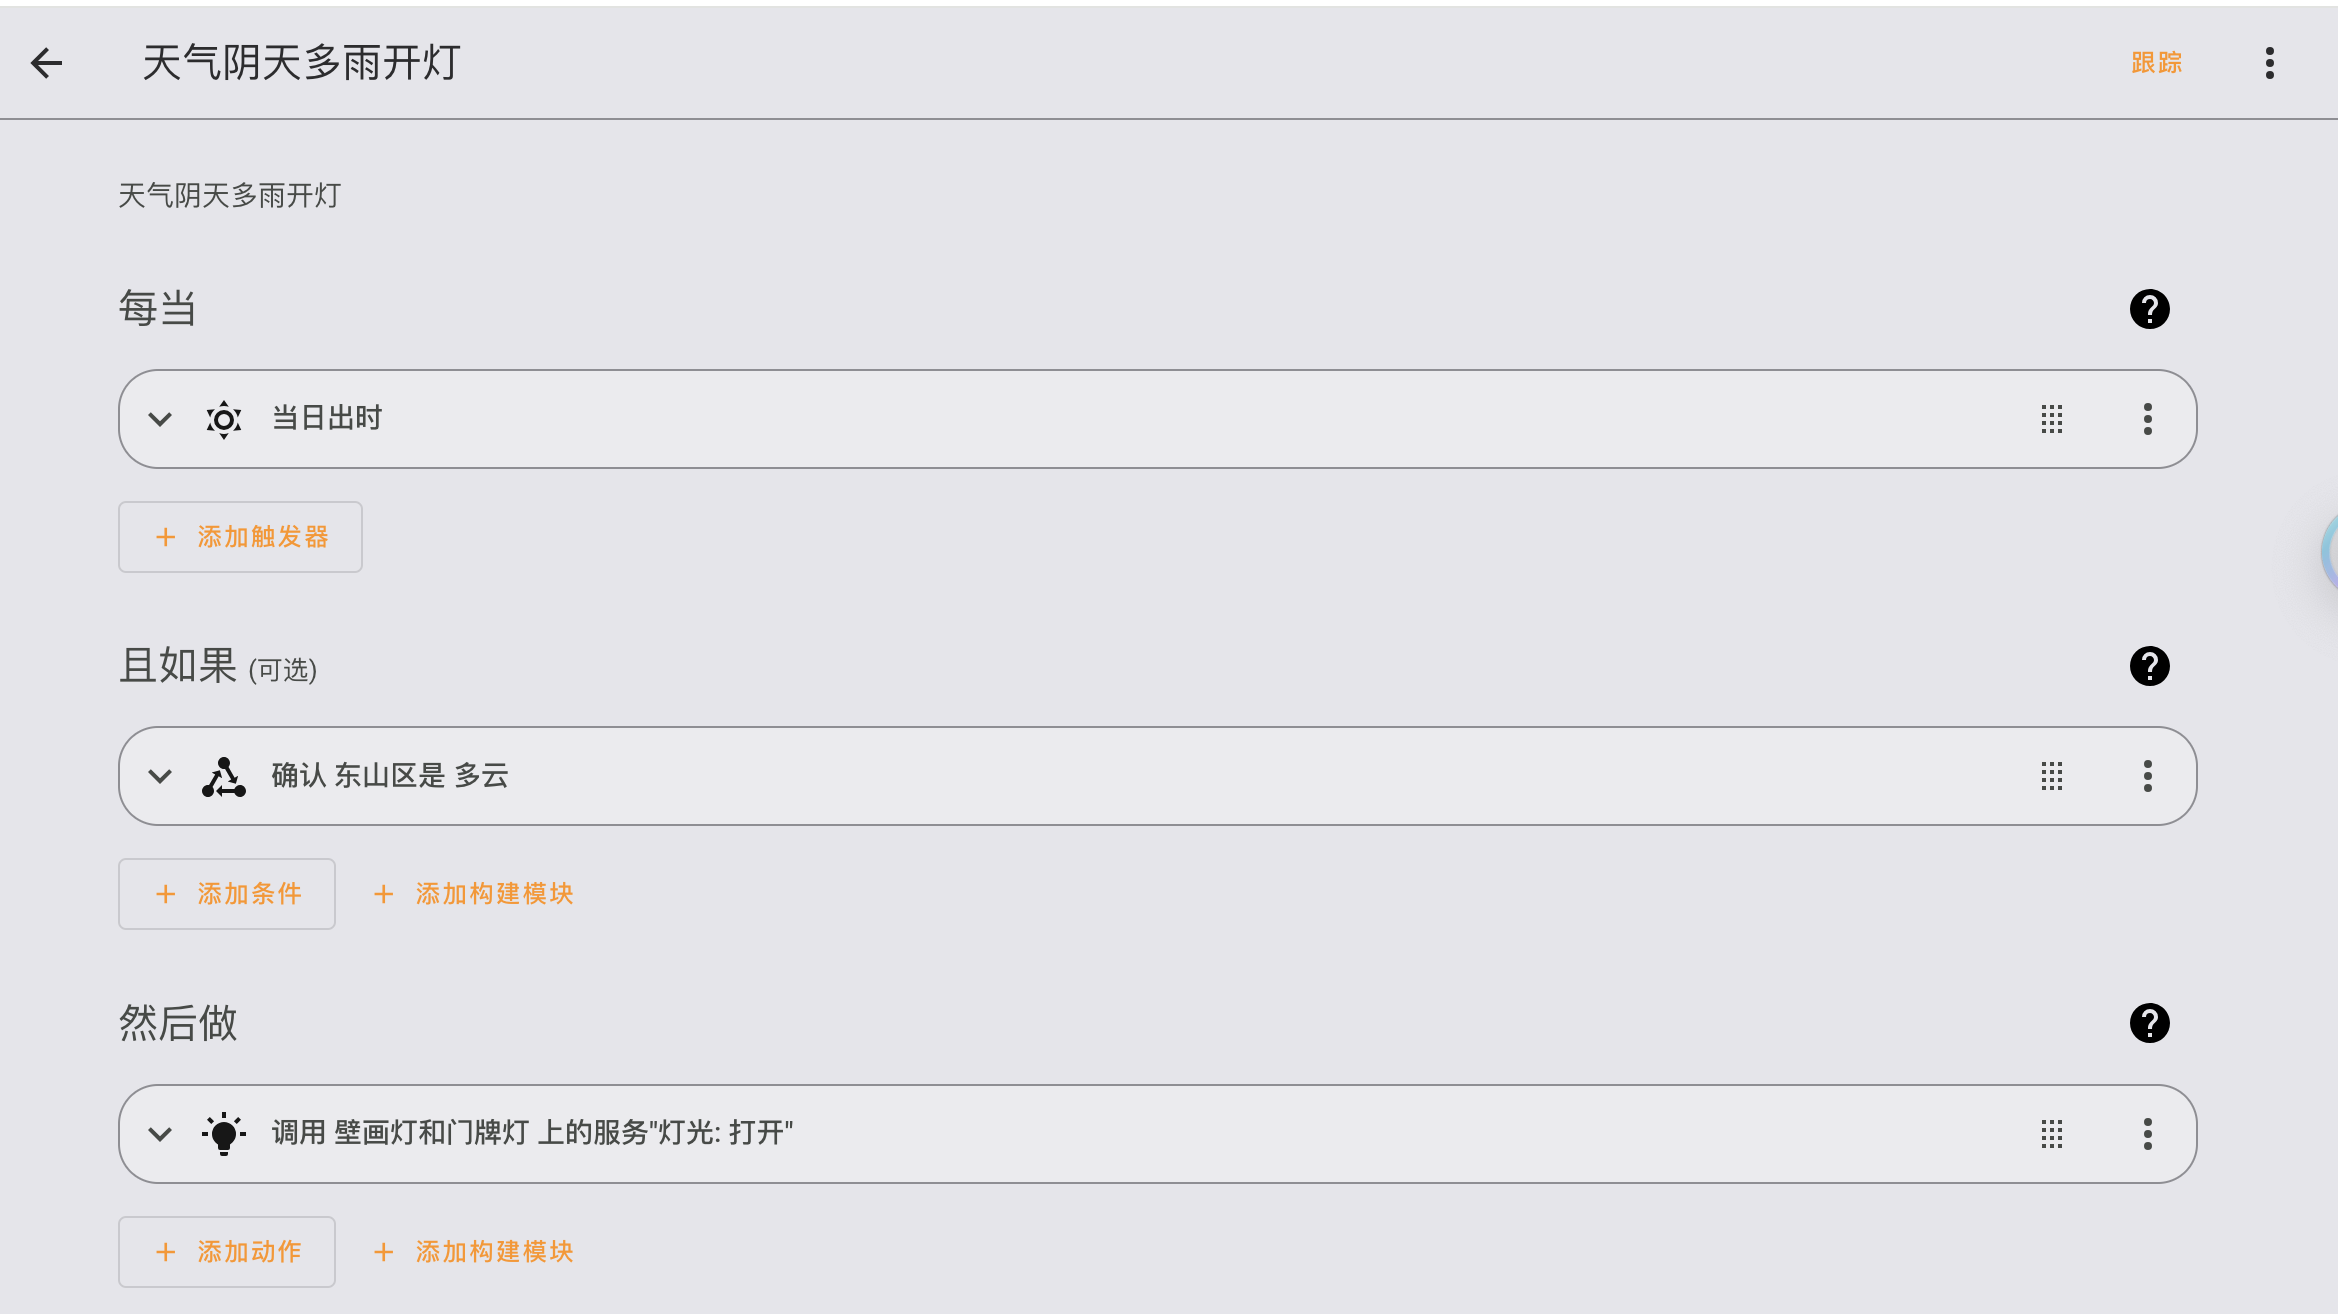 天气阴天多雨开灯
跟踪
天气阴天多雨开灯
每当
当日出时
添加触发器
且如果 (可选)
确认 东山区是 多云
添加条件
添加构建模块
然后做
调用 壁画灯和门牌灯 上的服务"灯光: 打开"
添加动作
添加构建模块